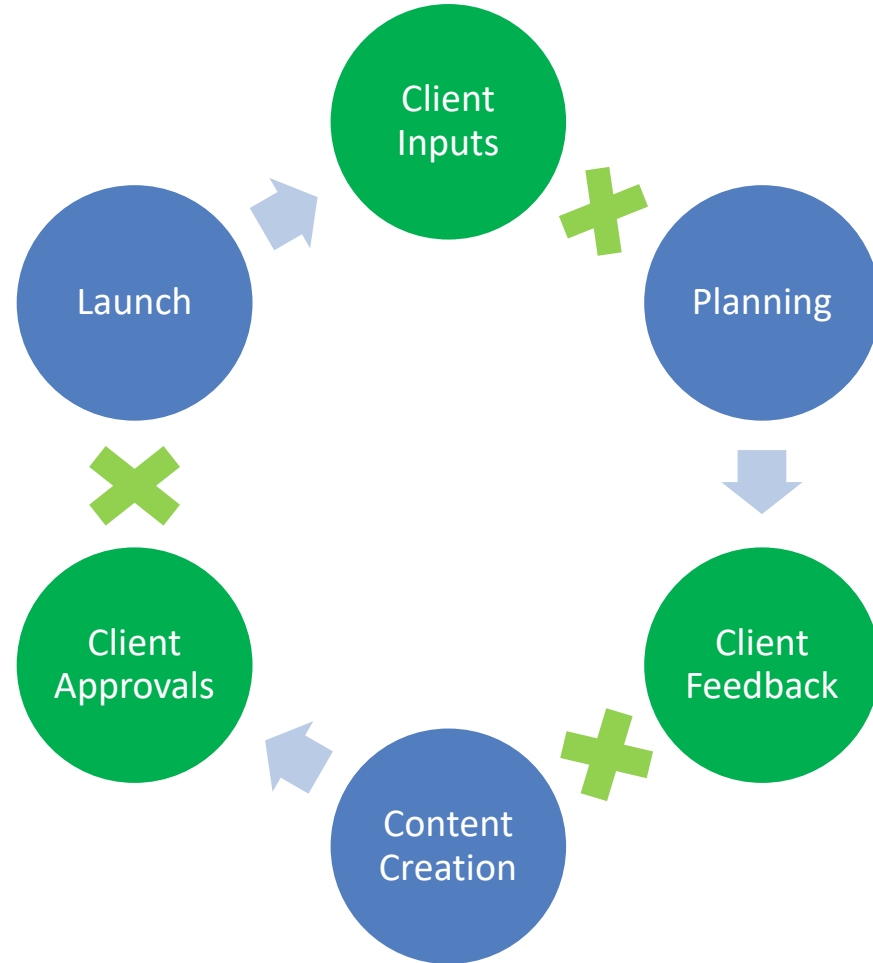 Client
Inputs
Planning
Client
Feedback
Content
Creation
Client
Approvals
Launch